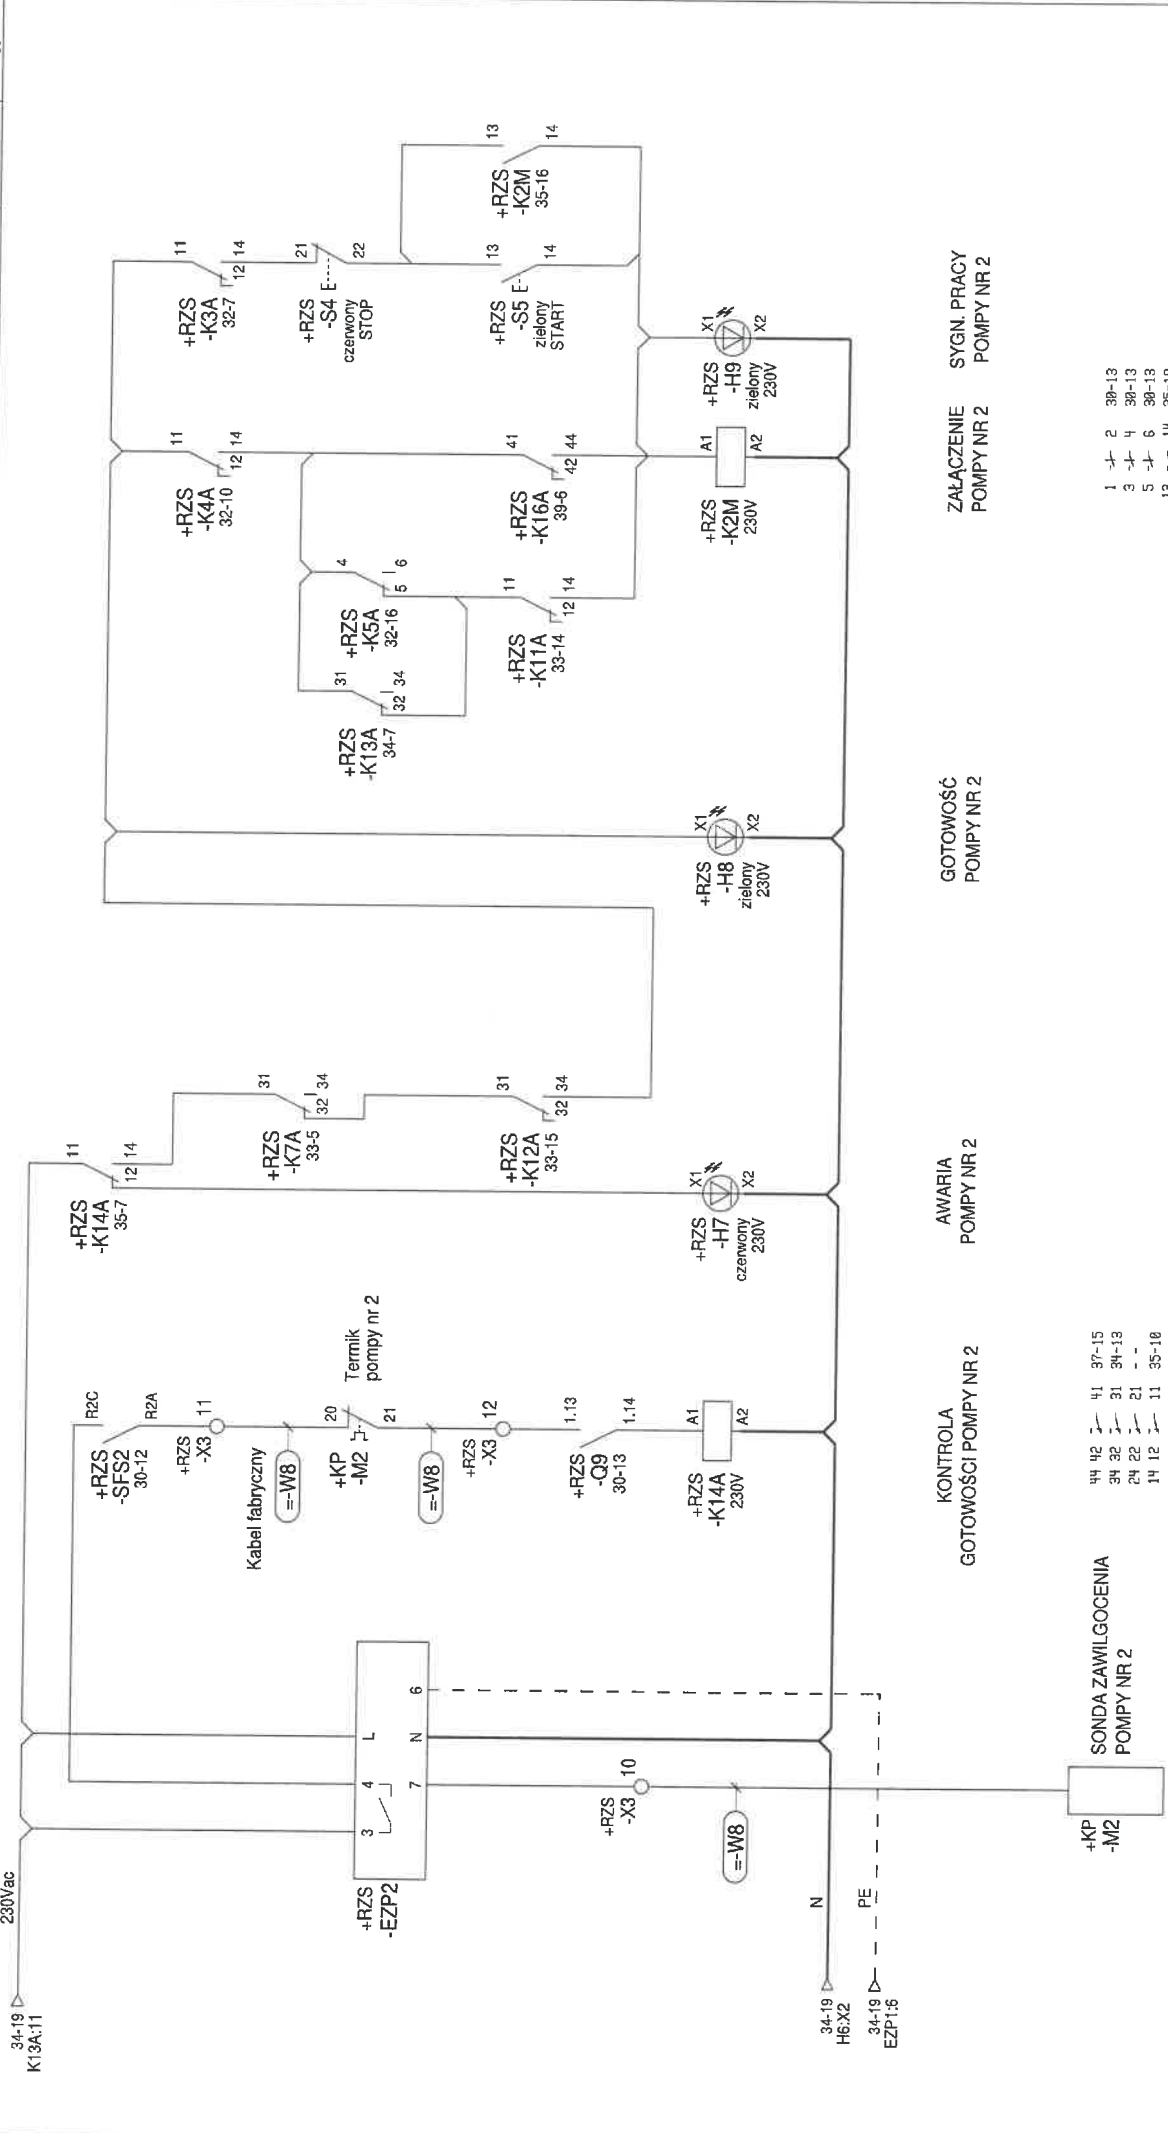 230Vac
34-19
K13A:11
34-19
H6:X2
N
34-19
EZP1:6
PE
+RZS
-EZP2
3
4
L
7
N
6
+RZS
-X3
10
=-W8
+KP
-M2
SONDA ZAWILGOCENIA
POMPY NR 2
R2C
R2A
+RZS
-SFS2
30-12
+RZS
-X3
11
Kabel fabryczny
=-W8
20
21
+KP
-M2
Termik
pompy nr 2
=-W8
+RZS
-X3
12
1.13
1.14
+RZS
-Q9
30-13
A1
A2
+RZS
-K14A
230V
KONTROLA
GOTOWOŚCI POMPY NR 2
44 42 41 37-15
34 32 31 34-13
24 22 21 - -
14 12 11 35-10
11
12
14
+RZS
-K14A
35-7
X1
X2
+RZS
-H7
czerwony
230V
AWARIA
POMPY NR 2
31
32
34
+RZS
-K7A
33-5
31
32
34
+RZS
-K12A
33-15
X1
X2
+RZS
-H8
zielony
230V
GOTOWOŚĆ
POMPY NR 2
31
32
34
+RZS
-K13A
34-7
4
5
6
+RZS
-K5A
32-16
11
12
14
+RZS
-K11A
33-14
11
12
14
+RZS
-K4A
32-10
41
42
44
+RZS
-K16A
39-6
A1
A2
+RZS
-K2M
230V
ZAŁĄCZENIE
POMPY NR 2
1 2 30-13
3 4 30-13
5 6 30-13
13 14
11
12
14
+RZS
-K3A
32-7
21
22
+RZS
-S4
czerwony
STOP
13
14
+RZS
-S5
zielony
START
13
14
+RZS
-K2M
35-16
X1
X2
+RZS
-H9
zielony
230V
SYGN. PRACY
POMPY NR 2